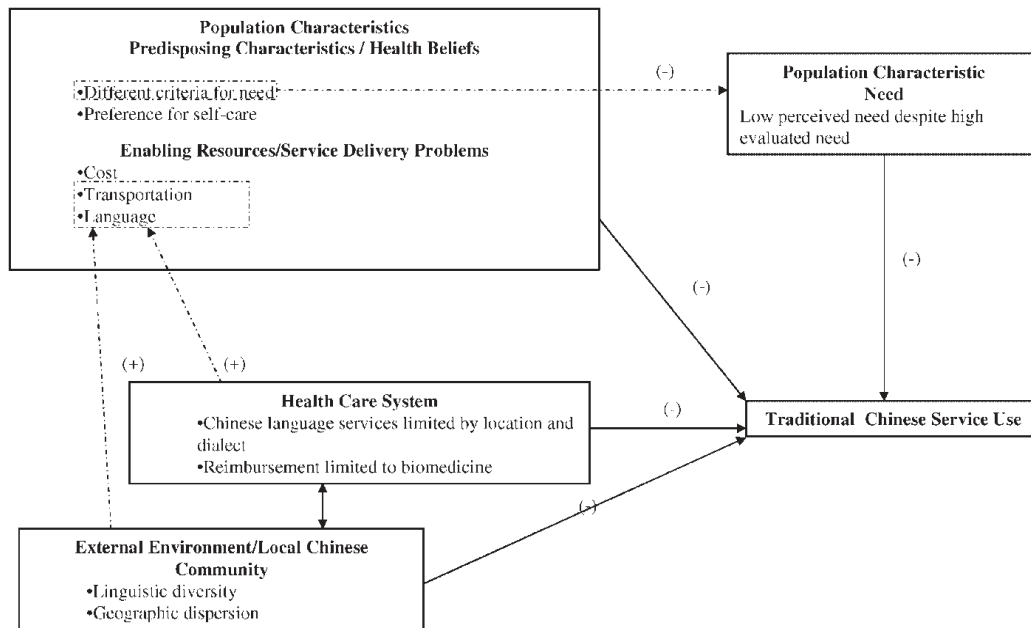 Population Characteristics
Predisposing Characteristics / Health Beliefs
•Different criteria for need
•Preference for self-care
Enabling Resources/Service Delivery Problems
•Cost
•Transportation
•Language
(-)
Population Characteristic
Need
Low perceived need despite high
evaluated need
(-)
(-)
(+)
(+)
Health Care System
•Chinese language services limited by location and
dialect
•Reimbursement limited to biomedicine
(-)
Traditional Chinese Service Use
(-)
External Environment/Local Chinese
Community
•Linguistic diversity
•Geographic dispersion